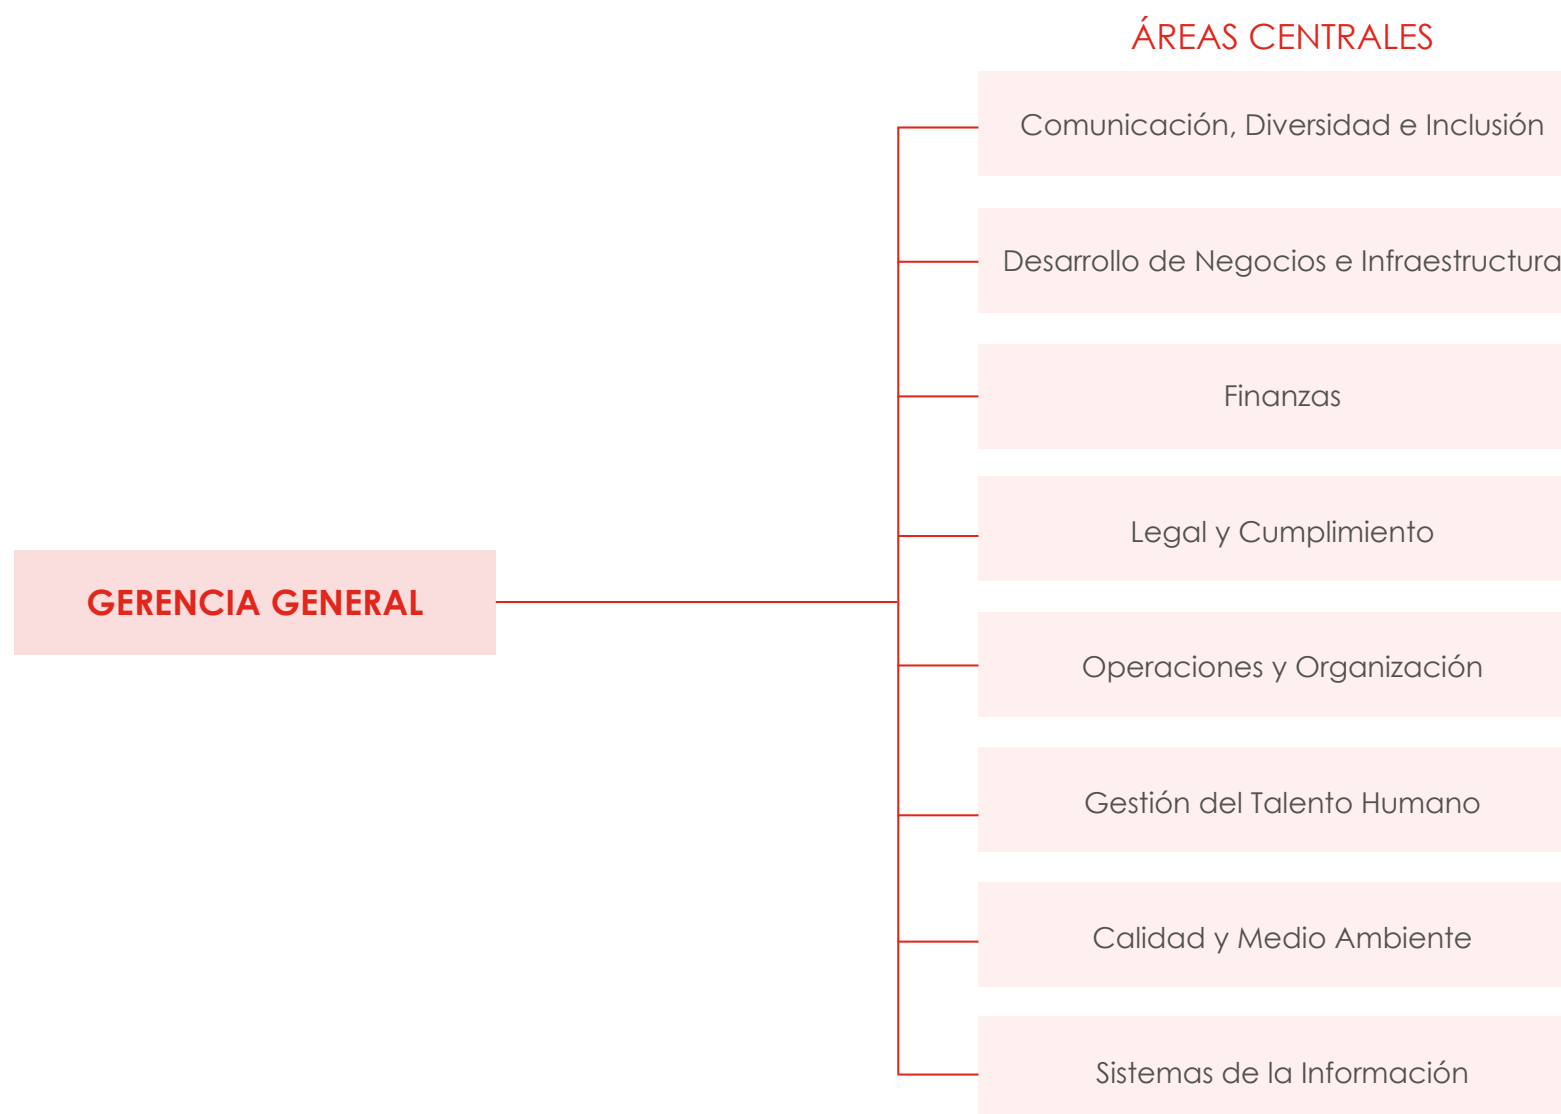 ÁREAS CENTRALES
Comunicación, Diversidad e Inclusión
Desarrollo de Negocios e Infraestructura
Finanzas
Legal y Cumplimiento
GERENCIA GENERAL
Operaciones y Organización
Gestión del Talento Humano
Calidad y Medio Ambiente
Sistemas de la Información